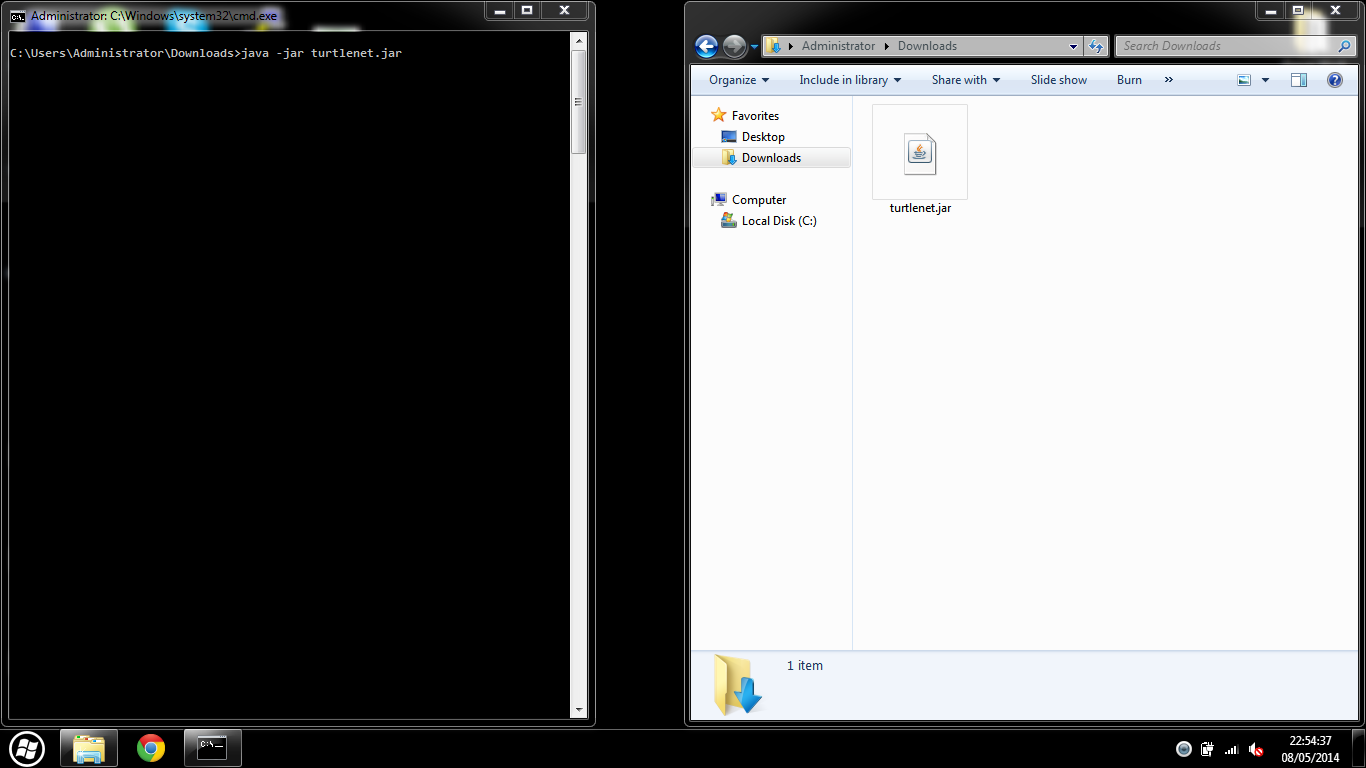 Administrator: C:\Windows\system32\cmd.exe
C:\Users\Administrator\Downloads>java -jar turtlenet.jar
Administrator
Downloads
Search Downloads
Organize
Include in library
Share with
Slide show
Burn
»
Favorites
Desktop
Downloads
Computer
Local Disk (C:)
turtlenet.jar
1 item
22:54:37
08/05/2014